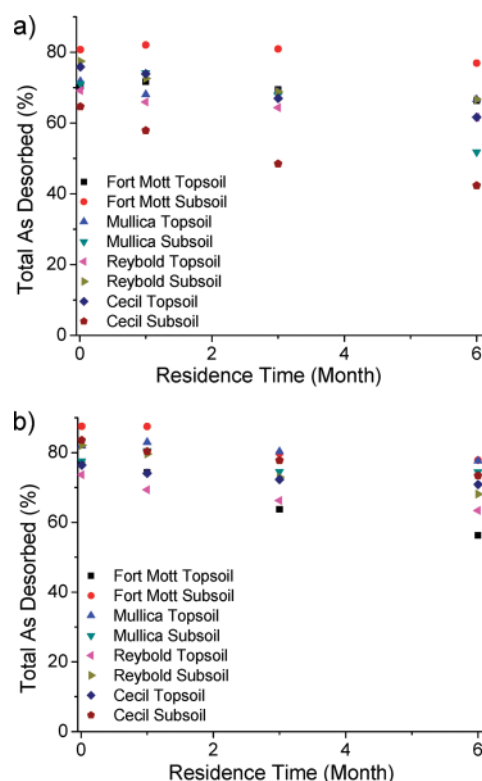 a)
80
60
40
20
0
Total As Desorbed (%)
Fort Mott Topsoil
Fort Mott Subsoil
Mullica Topsoil
Mullica Subsoil
Reybold Topsoil
Reybold Subsoil
Cecil Topsoil
Cecil Subsoil
0 2 4 6
Residence Time (Month)
b)
80
60
40
20
0
Total As Desorbed (%)
Fort Mott Topsoil
Fort Mott Subsoil
Mullica Topsoil
Mullica Subsoil
Reybold Topsoil
Reybold Subsoil
Cecil Topsoil
Cecil Subsoil
0 2 4 6
Residence Time (Month)